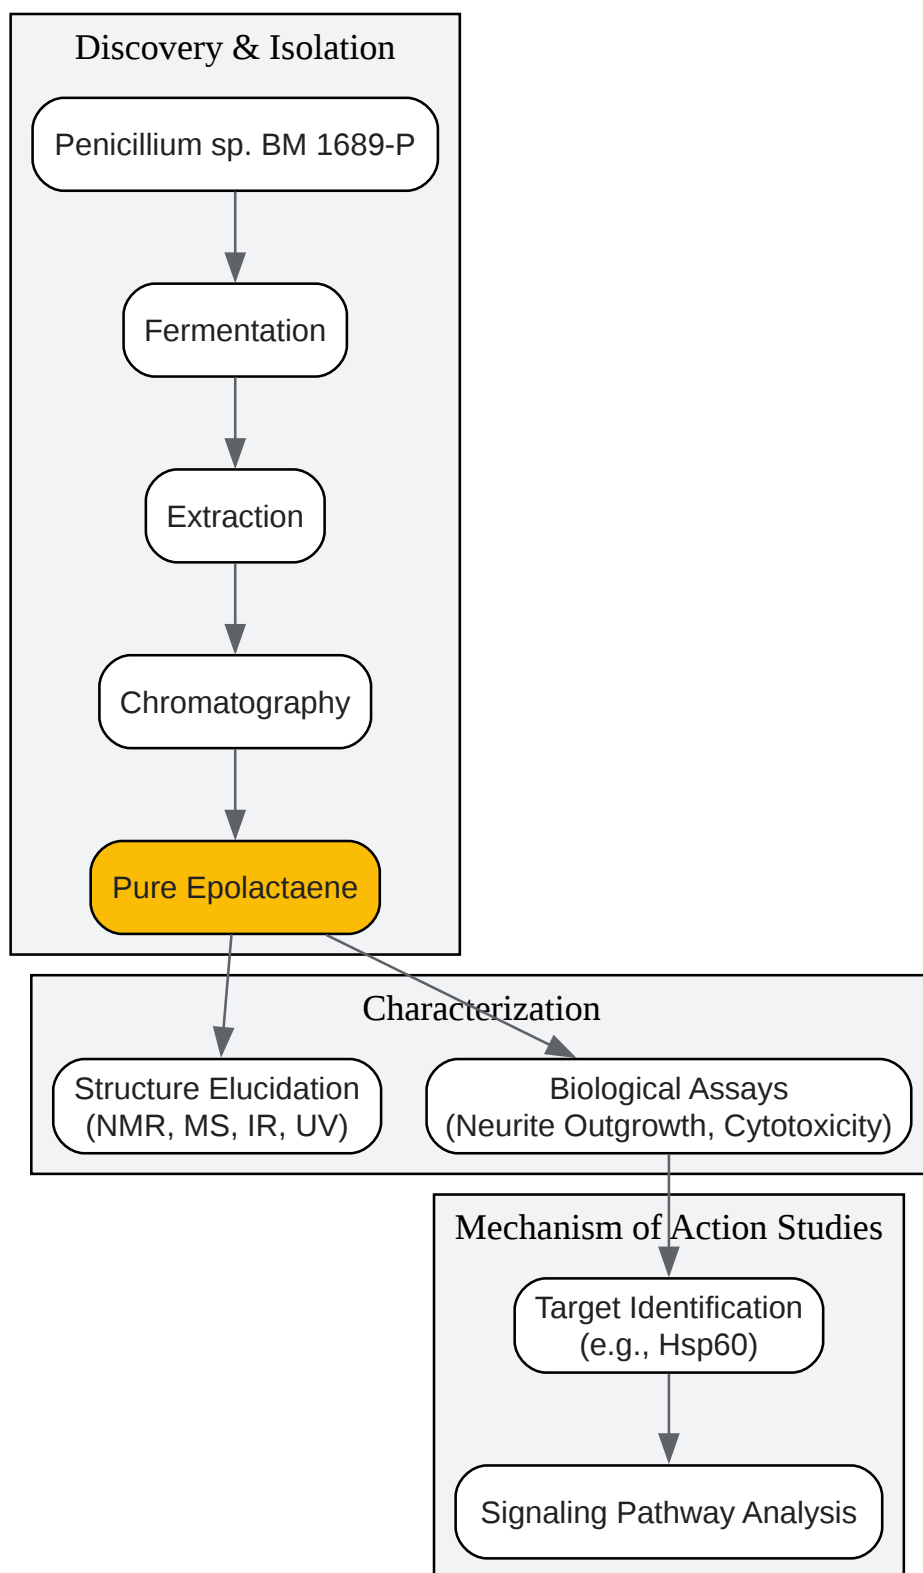 Discovery & Isolation
Penicillium sp. BM 1689-P
Fermentation
Extraction
Chromatography
Pure Epolactaene
Characterization
Structure Elucidation
(NMR, MS, IR, UV)
Biological Assays
(Neurite Outgrowth, Cytotoxicity)
Mechanism of Action Studies
Target Identification
(e.g., Hsp60)
Signaling Pathway Analysis